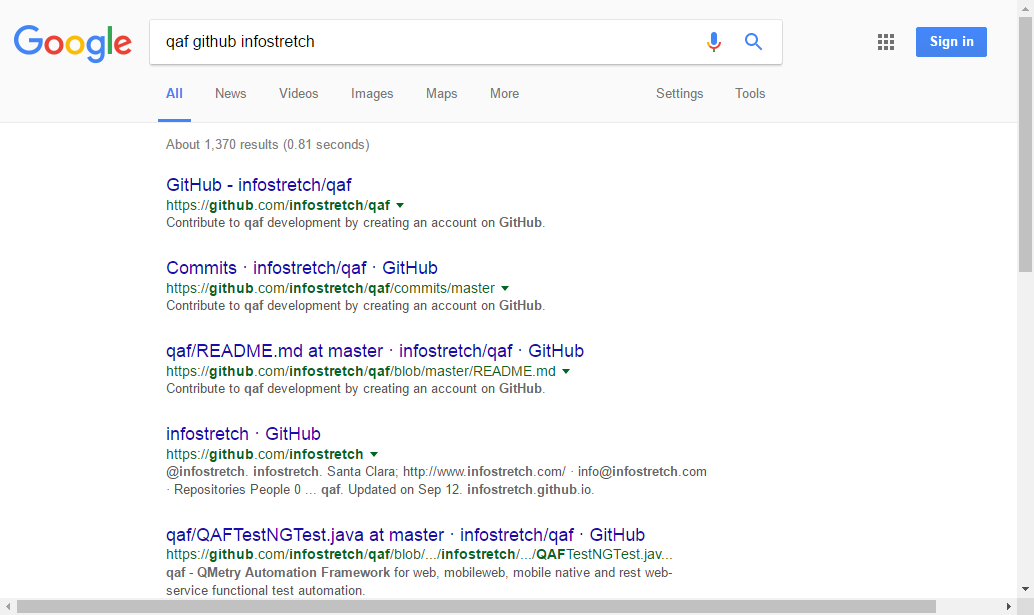 Google
qaf github infostretch
Sign in
All News Videos Images Maps More Settings Tools
About 1,370 results (0.81 seconds)
GitHub - infostretch/qaf
https://github.com/infostretch/qaf
Contribute to qaf development by creating an account on GitHub.
Commits · infostretch/qaf · GitHub
https://github.com/infostretch/qaf/commits/master
Contribute to qaf development by creating an account on GitHub.
qaf/README.md at master · infostretch/qaf · GitHub
https://github.com/infostretch/qaf/blob/master/README.md
Contribute to qaf development by creating an account on GitHub.
infostretch · GitHub
https://github.com/infostretch
@infostretch. infostretch. Santa Clara; http://www.infostretch.com/ · info@infostretch.com
· Repositories People 0 ... qaf. Updated on Sep 12. infostretch.github.io.
qaf/QAFTestNGTest.java at master · infostretch/qaf · GitHub
https://github.com/infostretch/qaf/blob/.../infostretch/.../QAFTestNGTest.jav...
qaf - QMetry Automation Framework for web, mobileweb, mobile native and rest web-
service functional test automation.